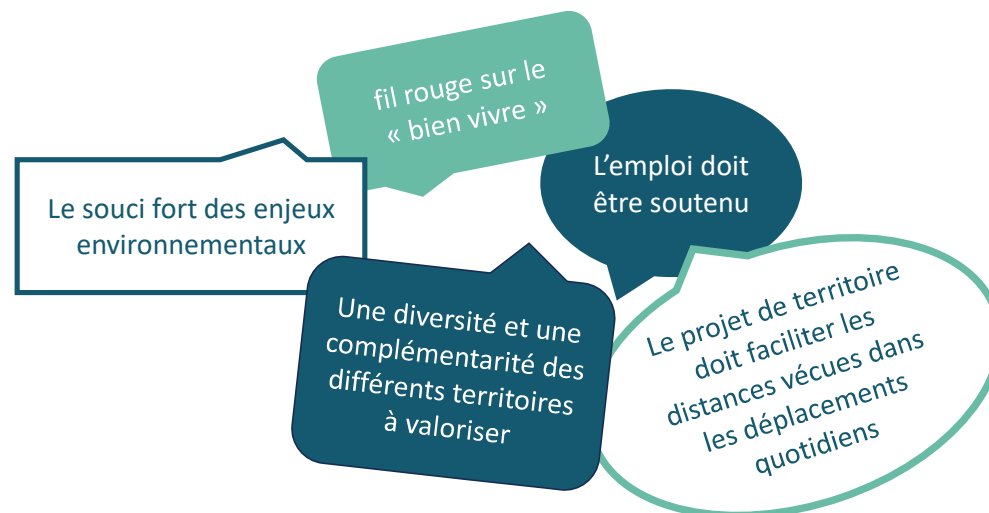 fil rouge sur le
« bien vivre »
L’emploi doit
être soutenu
Le souci fort des enjeux
environnementaux
Une diversité et une
complémentarité des
différents territoires
à valoriser
Le projet de territoire
doit faciliter les
distances vécues dans
les déplacements
quotidiens